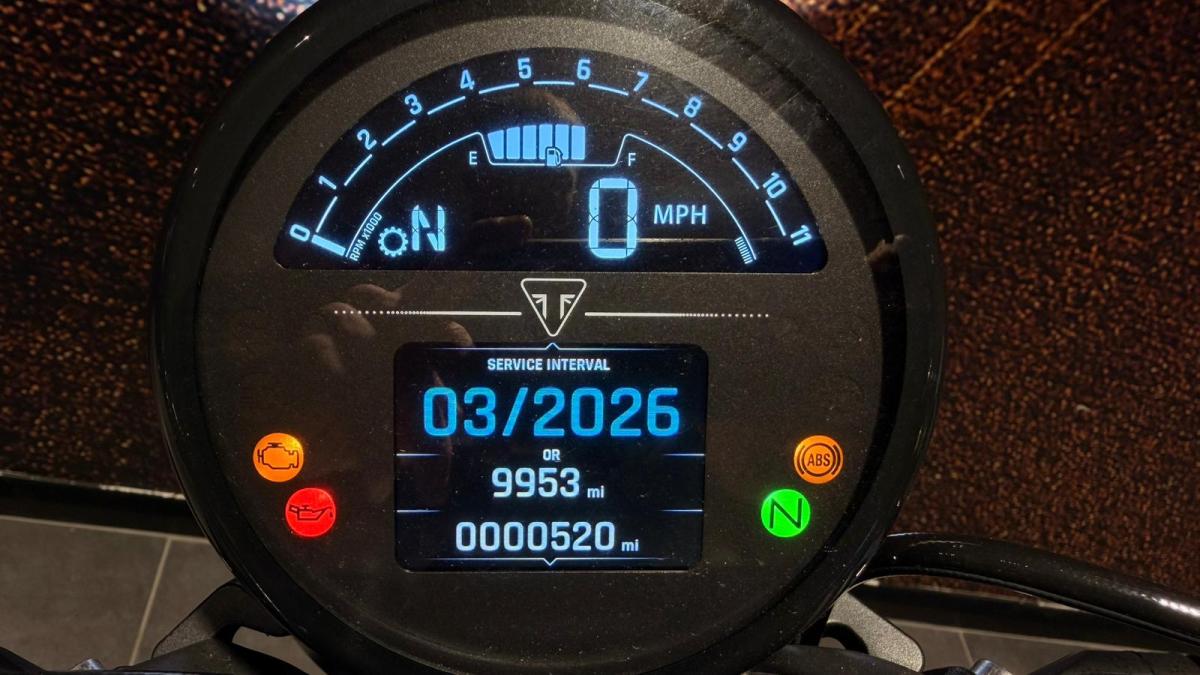 0 1 2 3 4 5 6 7 8 9 10 11
E F
RPM x1000
N 0 MPH
SERVICE INTERVAL
03/2026
OR
9953 mi
0000520 mi
ABS
N